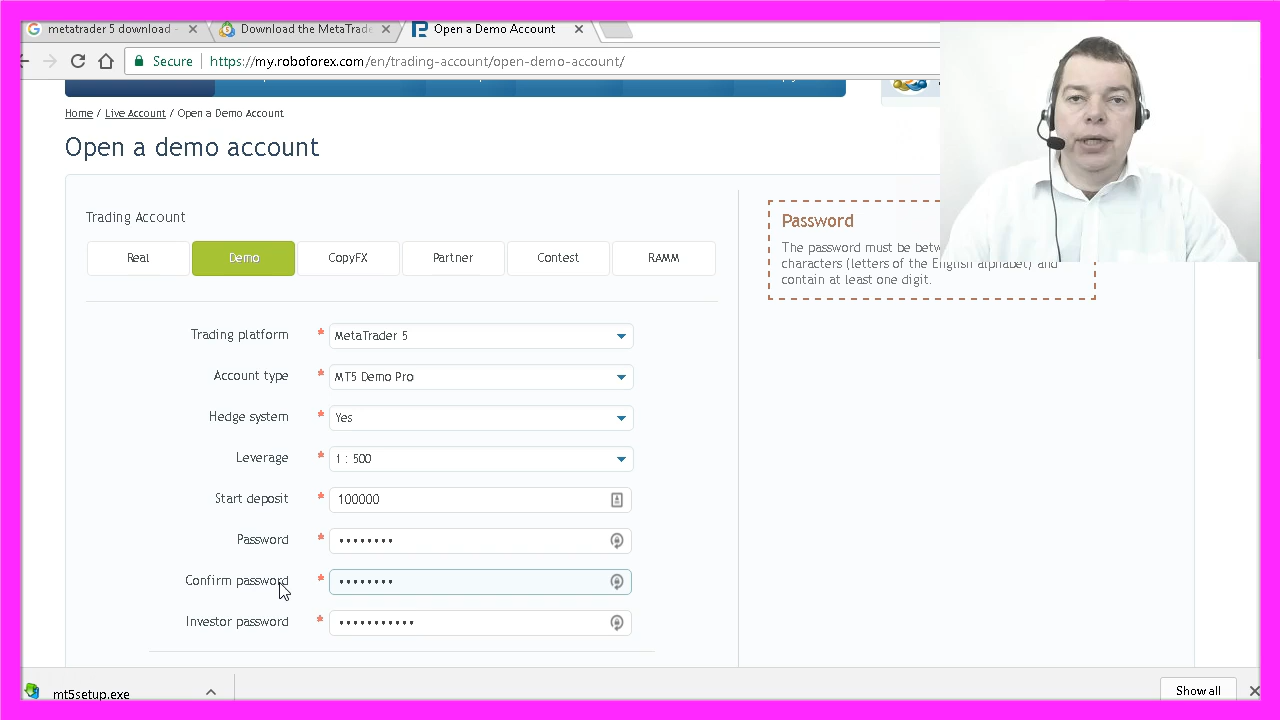 metatrader 5 download
Download the MetaTrade
Open a Demo Account
Secure
https://my.roboforex.com/en/trading-account/open-demo-account/
Home / Live Account / Open a Demo Account
Open a demo account
Trading Account
Real
Demo
CopyFX
Partner
Contest
RAMM
Password
The password must be
characters (letters of the English alphabet) and
contain at least one digit.
Trading platform * MetaTrader 5
Account type * MT5 Demo Pro
Hedge system * Yes
Leverage * 1 : 500
Start deposit * 100000
Password * ••••••••
Confirm password * ••••••••
Investor password * •••••••••••
mt5setup.exe
Show all